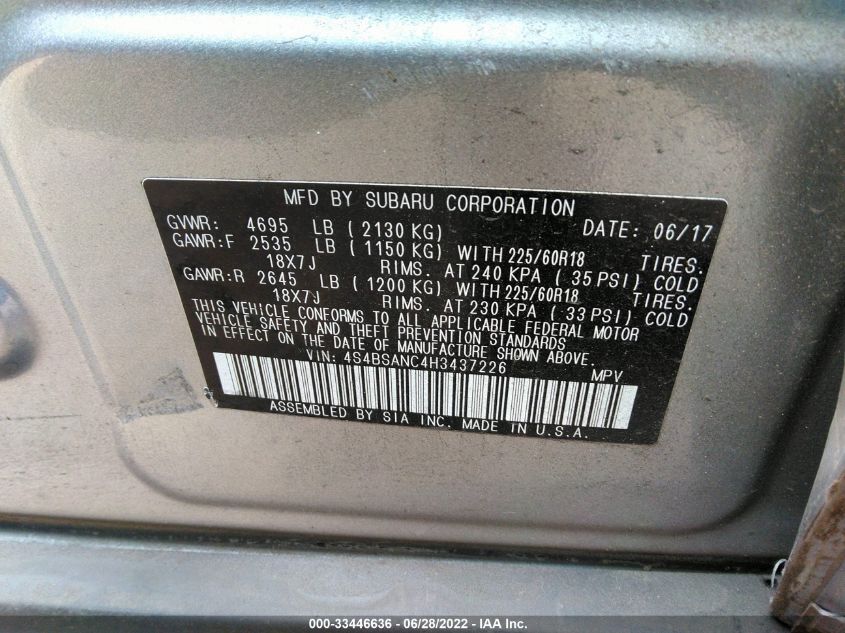 MFD BY SUBARU CORPORATION
GVWR: 4695 LB ( 2130 KG) DATE: 06/17
GAWR:F 2535 LB ( 1150 KG) WITH 225/60R18 TIRES.
18X7J RIMS. AT 240 KPA ( 35 PSI) COLD
GAWR:R 2645 LB ( 1200 KG) WITH 225/60R18 TIRES.
18X7J RIMS. AT 230 KPA ( 33 PSI) COLD
THIS VEHICLE CONFORMS TO ALL APPLICABLE FEDERAL MOTOR
VEHICLE SAFETY AND THEFT PREVENTION STANDARDS
IN EFFECT ON THE DATE OF MANUFACTURE SHOWN ABOVE.
VIN: 4S4BSANC4H3437226 MPV
ASSEMBLED BY SIA INC. MADE IN U.S.A.
000-33446636 - 06/28/2022 - IAA Inc.